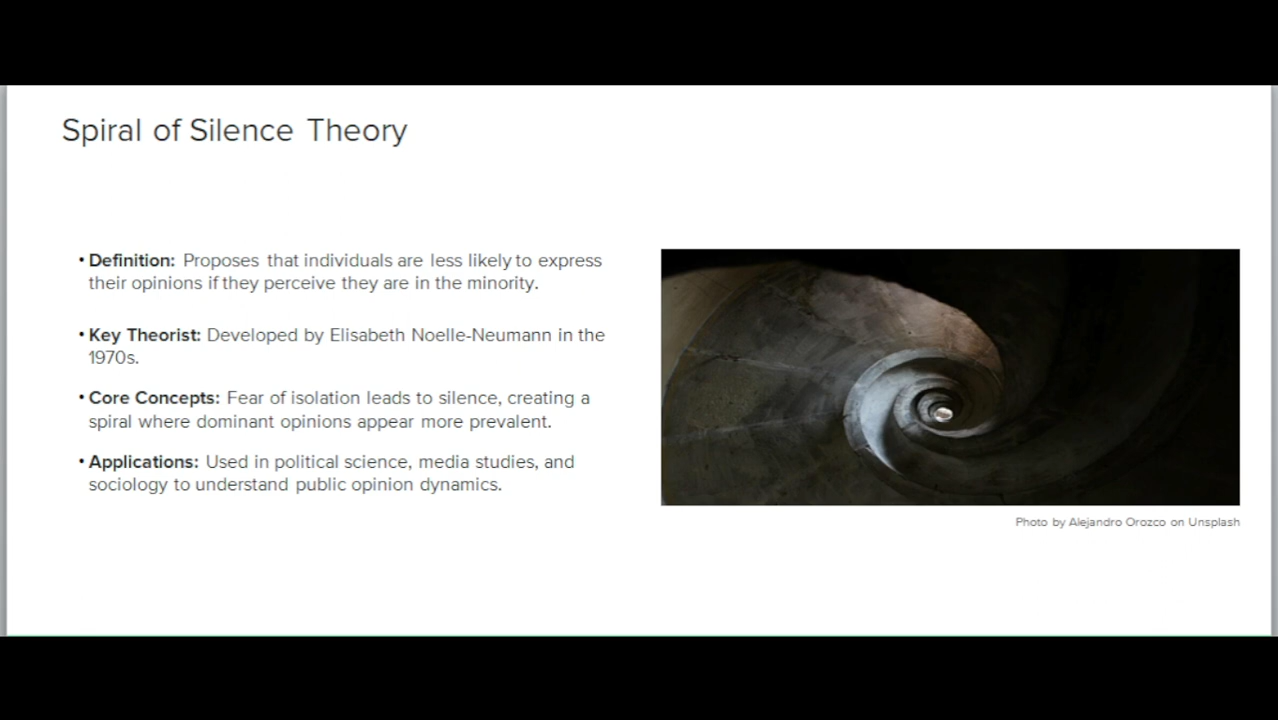 Spiral of Silence Theory
• Definition: Proposes that individuals are less likely to express
their opinions if they perceive they are in the minority.
• Key Theorist: Developed by Elisabeth Noelle-Neumann in the
1970s.
• Core Concepts: Fear of isolation leads to silence, creating a
spiral where dominant opinions appear more prevalent.
• Applications: Used in political science, media studies, and
sociology to understand public opinion dynamics.
Photo by Alejandro Orozco on Unsplash